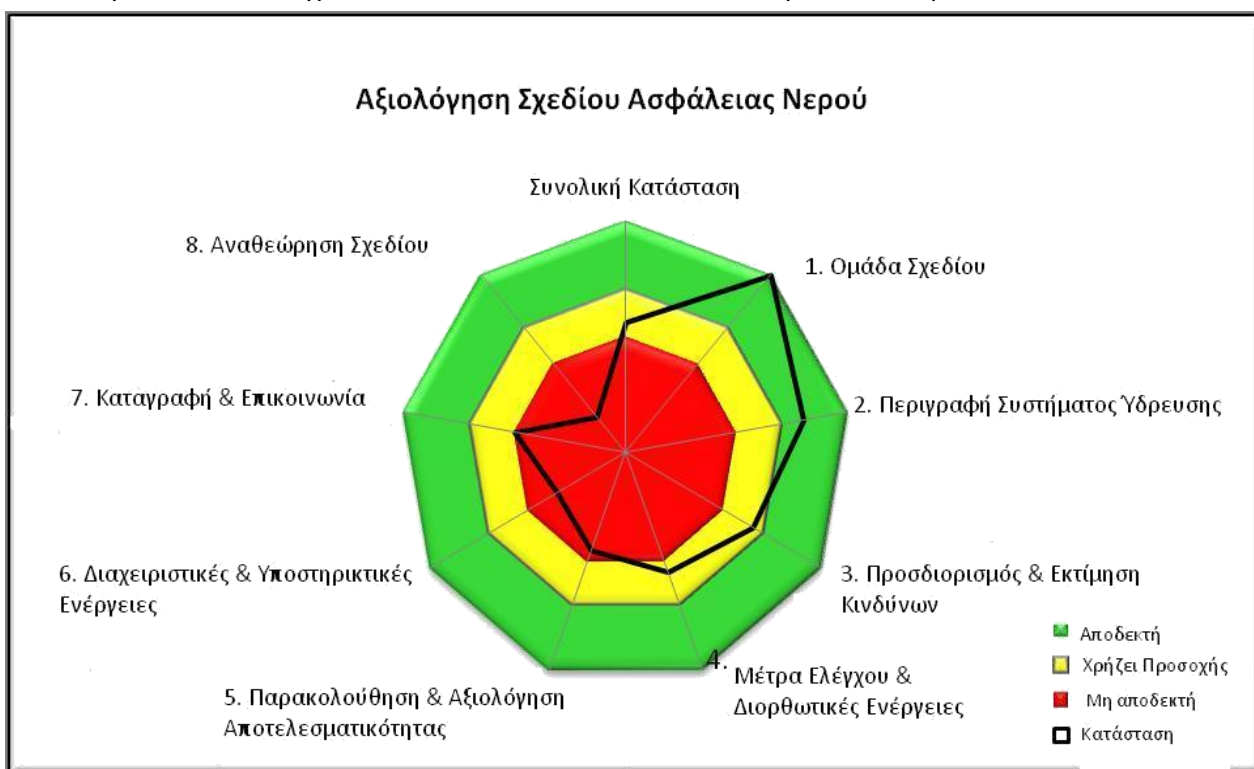 Αξιολόγηση Σχεδίου Ασφάλειας Νερού
Συνολική Κατάσταση
1. Ομάδα Σχεδίου
2. Περιγραφή Συστήματος Ύδρευσης
3. Προσδιορισμός & Εκτίμηση
Κινδύνων
4.
Μέτρα Ελέγχου &
Διορθωτικές Ενέργειες
5. Παρακολούθηση & Αξιολόγηση
Αποτελεσματικότητας
6. Διαχειριστικές & Υποστηρικτικές
Ενέργειες
7. Καταγραφή & Επικοινωνία
8. Αναθεώρηση Σχεδίου
Αποδεκτή
Χρήζει Προσοχής
Μη αποδεκτή
Κατάσταση